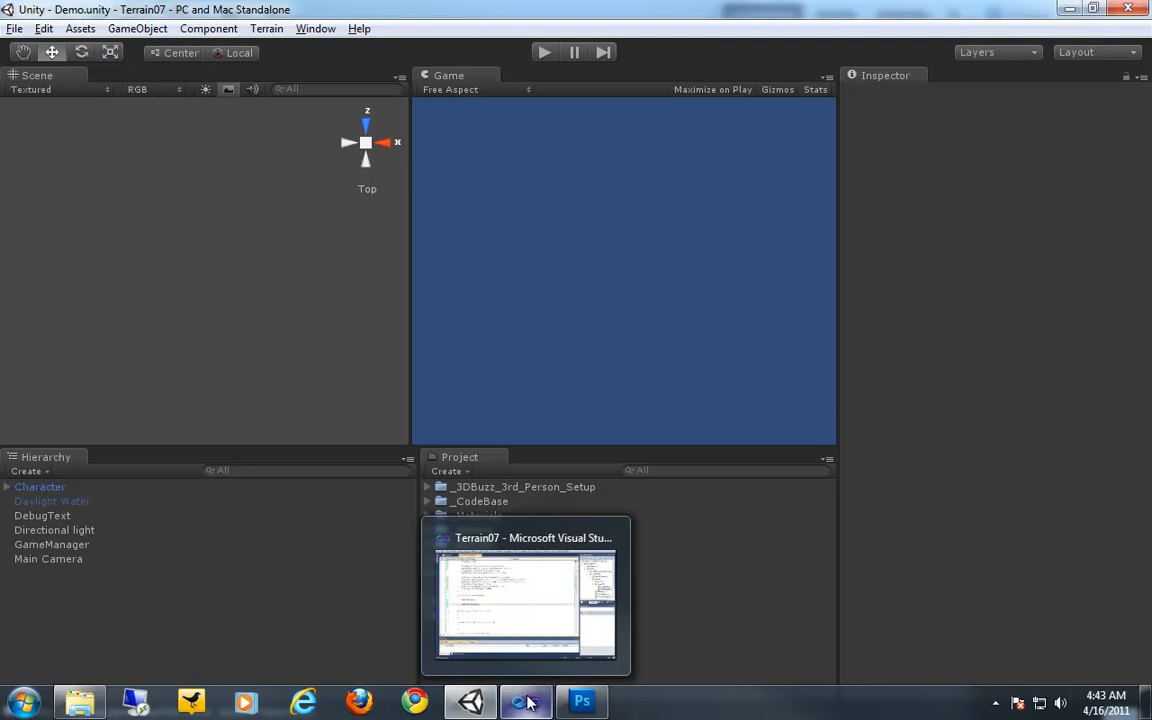 Unity - Demo.unity - Terrain07 - PC and Mac Standalone
File Edit Assets GameObject Component Terrain Window Help
Center Local Layers Layout
Scene Game Inspector
Textured RGB All Free Aspect Maximize on Play Gizmos Stats
z
x
Top
Hierarchy Project
Create All Create All
Character
Daylight Water
DebugText
Directional light
GameManager
Main Camera
_3DBuzz_3rd_Person_Setup
_CodeBase
_Materials
Terrain07 - Microsoft Visual Stu...
Ps
4:43 AM
4/16/2011